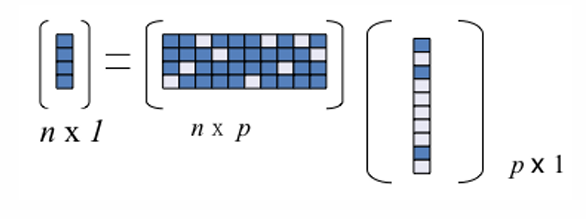 =
n x 1
n x p
p x 1